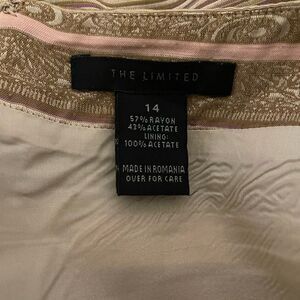 THE LIMITED
14
57% RAYON
43% ACETATE
LINING:
100% ACETATE
MADE IN ROMANIA
OVER FOR CARE